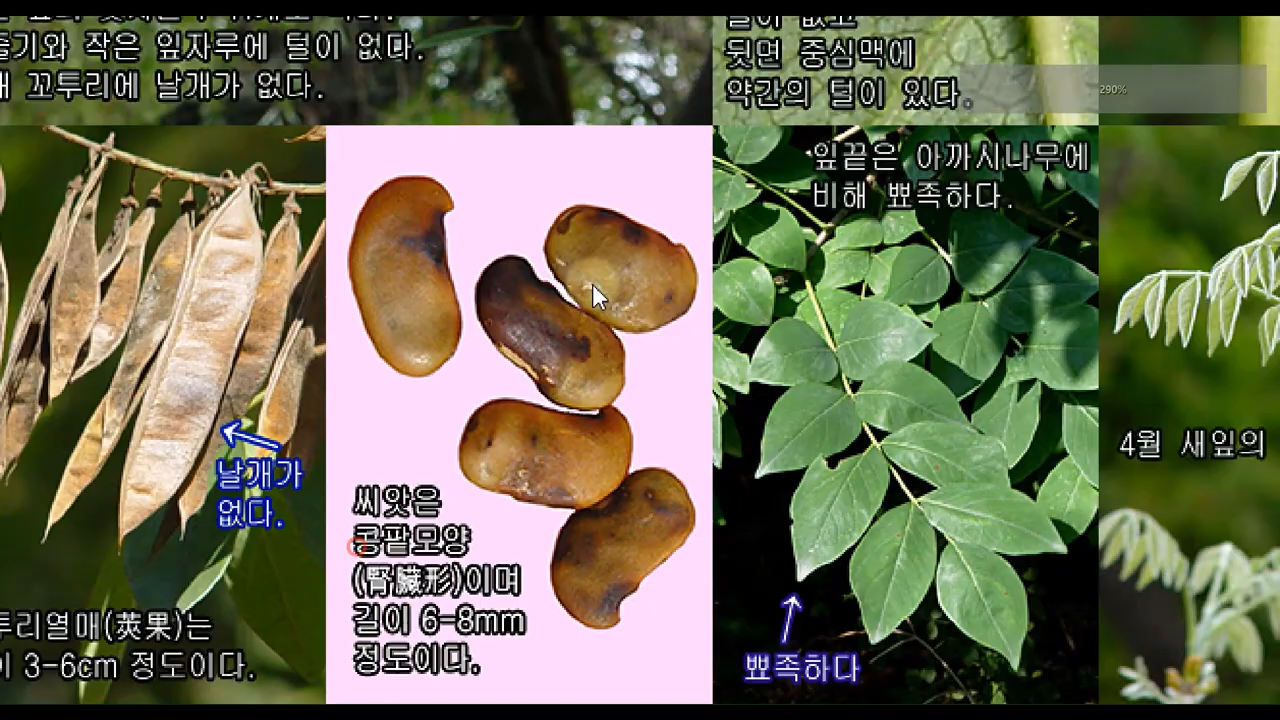 줄기와 작은 잎자루에 털이 없다.
꼬투리에 날개가 없다.
털이 없고
뒷면 중심맥에
약간의 털이 있다.
290%
날개가
없다.
투리열매(莢果)는
이 3-6cm 정도이다.
씨앗은
콩팥모양
(腎臟形)이며
길이 6-8mm
정도이다.
잎끝은 아까시나무에
비해 뾰족하다.
뾰족하다
4월 새잎의